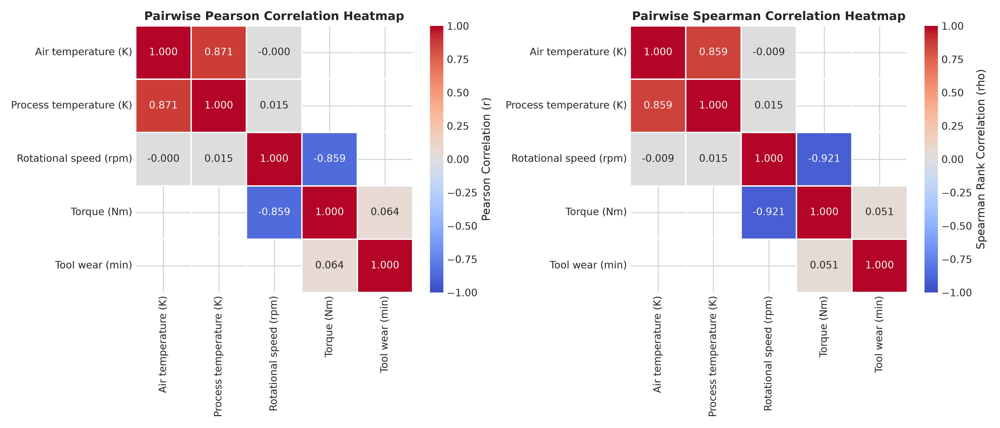 Pairwise Pearson Correlation Heatmap
Air temperature (K) 1.000 0.871 -0.000
Process temperature (K) 0.871 1.000 0.015
Rotational speed (rpm) -0.000 0.015 1.000 -0.859
Torque (Nm) -0.859 1.000 0.064
Tool wear (min) 0.064 1.000
Air temperature (K)
Process temperature (K)
Rotational speed (rpm)
Torque (Nm)
Tool wear (min)
1.00
0.75
0.50
0.25
0.00
−0.25
−0.50
−0.75
−1.00
Pearson Correlation (r)
Pairwise Spearman Correlation Heatmap
Air temperature (K) 1.000 0.859 -0.009
Process temperature (K) 0.859 1.000 0.015
Rotational speed (rpm) -0.009 0.015 1.000 -0.921
Torque (Nm) -0.921 1.000 0.051
Tool wear (min) 0.051 1.000
Air temperature (K)
Process temperature (K)
Rotational speed (rpm)
Torque (Nm)
Tool wear (min)
1.00
0.75
0.50
0.25
0.00
−0.25
−0.50
−0.75
−1.00
Spearman Rank Correlation (rho)